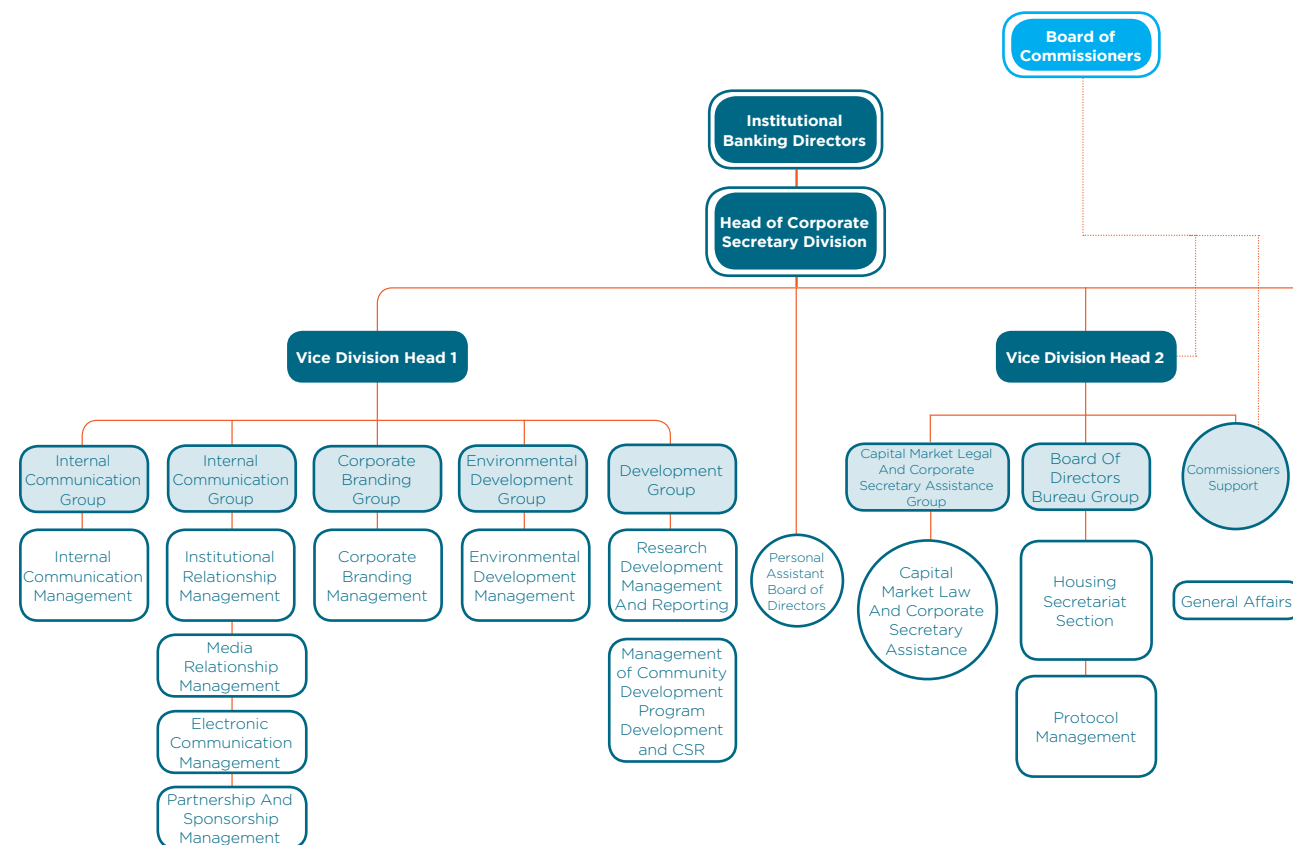 Board of
Commissioners
Institutional
Banking Directors
Head of Corporate
Secretary Division
Vice Division Head 1
Vice Division Head 2
Internal
Communication
Group
Internal
Communication
Group
Corporate
Branding
Group
Environmental
Development
Group
Development
Group
Capital Market Legal
And Corporate
Secretary Assistance
Group
Board Of
Directors
Bureau Group
Commissioners
Support
Internal
Communication
Management
Institutional
Relationship
Management
Corporate
Branding
Management
Environmental
Development
Management
Research
Development
Management
And Reporting
Personal
Assistant
Board of
Directors
Capital
Market Law
And Corporate
Secretary
Assistance
Housing
Secretariat
Section
General Affairs
Media
Relationship
Management
Management
of Community
Development
Program
Development
and CSR
Protocol
Management
Electronic
Communication
Management
Partnership And
Sponsorship
Management